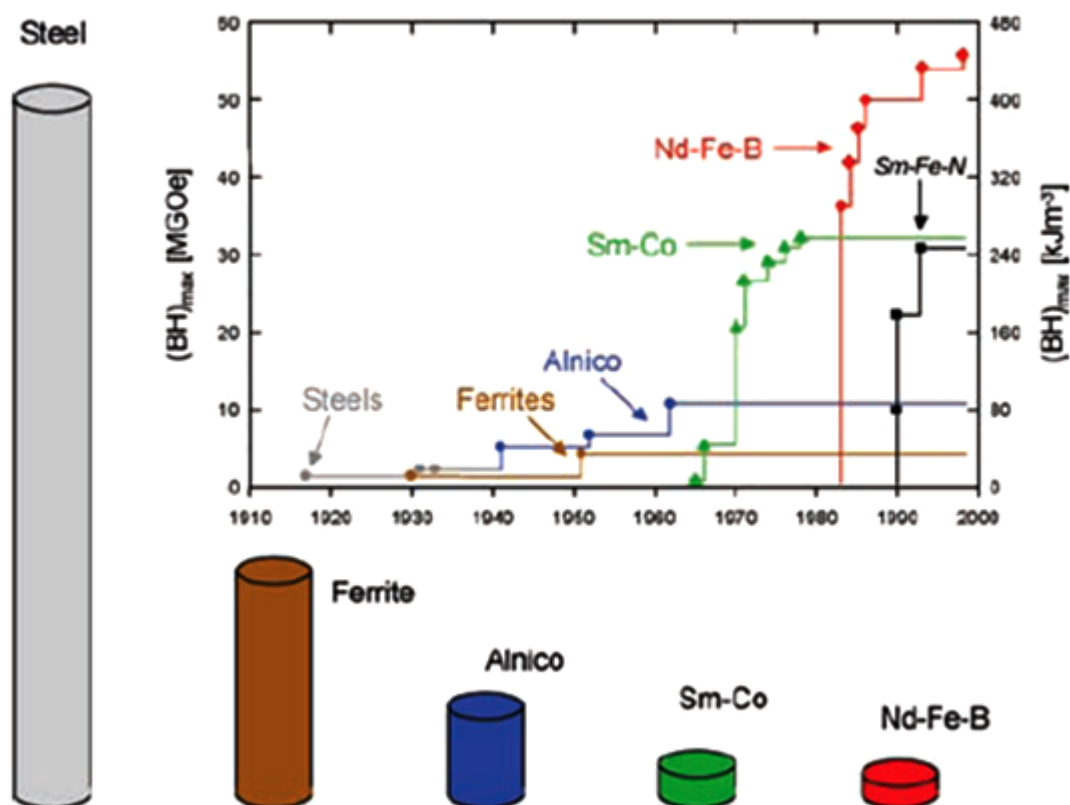 Steel
60
50
40
30
20
10
0
(BH)max [MGOe]
480
400
320
240
160
80
0
(BH)max [kJm-3]
Nd-Fe-B
Sm-Fe-N
Sm-Co
Alnico
Steels
Ferrites
1910 1920 1930 1940 1950 1960 1970 1980 1990 2000
Ferrite
Alnico
Sm-Co
Nd-Fe-B